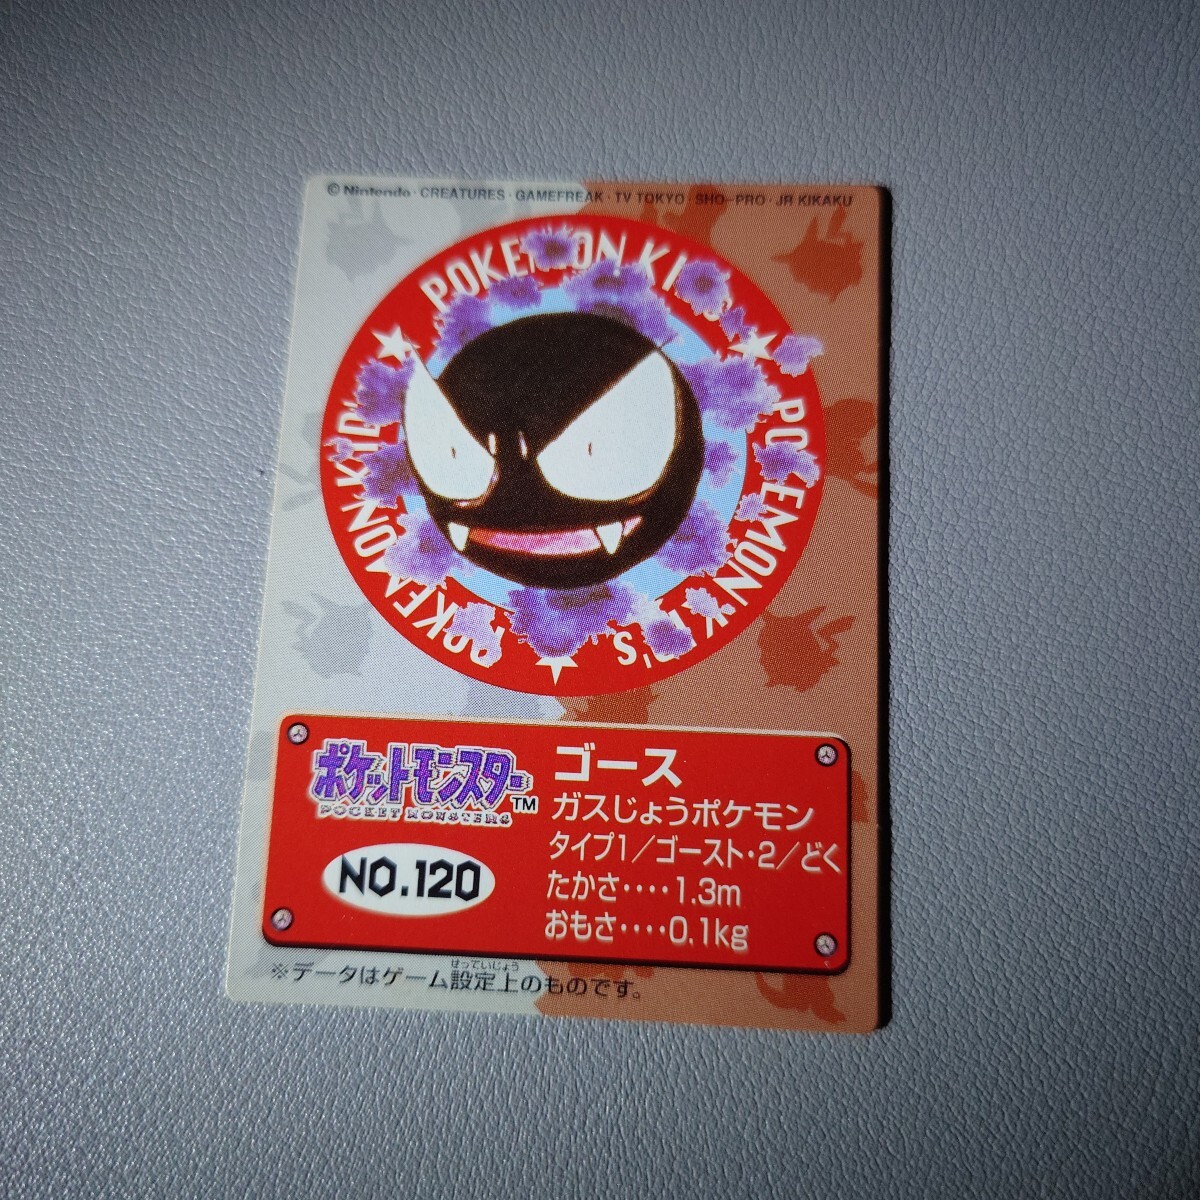 © Nintendo · CREATURES · GAMEFREAK · TV TOKYO · SHO-PRO · JR KIKAKU
POKEMON KIDS
POKEMON KID'S
POKEMON KID'
ポケットモンスター TM
POCKET MONSTERS
NO.120
ゴース
ガスじょうポケモン
タイプ1/ゴースト・2/どく
たかさ‥‥1.3m
おもさ‥‥0.1kg
せっていじょう
※データはゲーム設定上のものです。